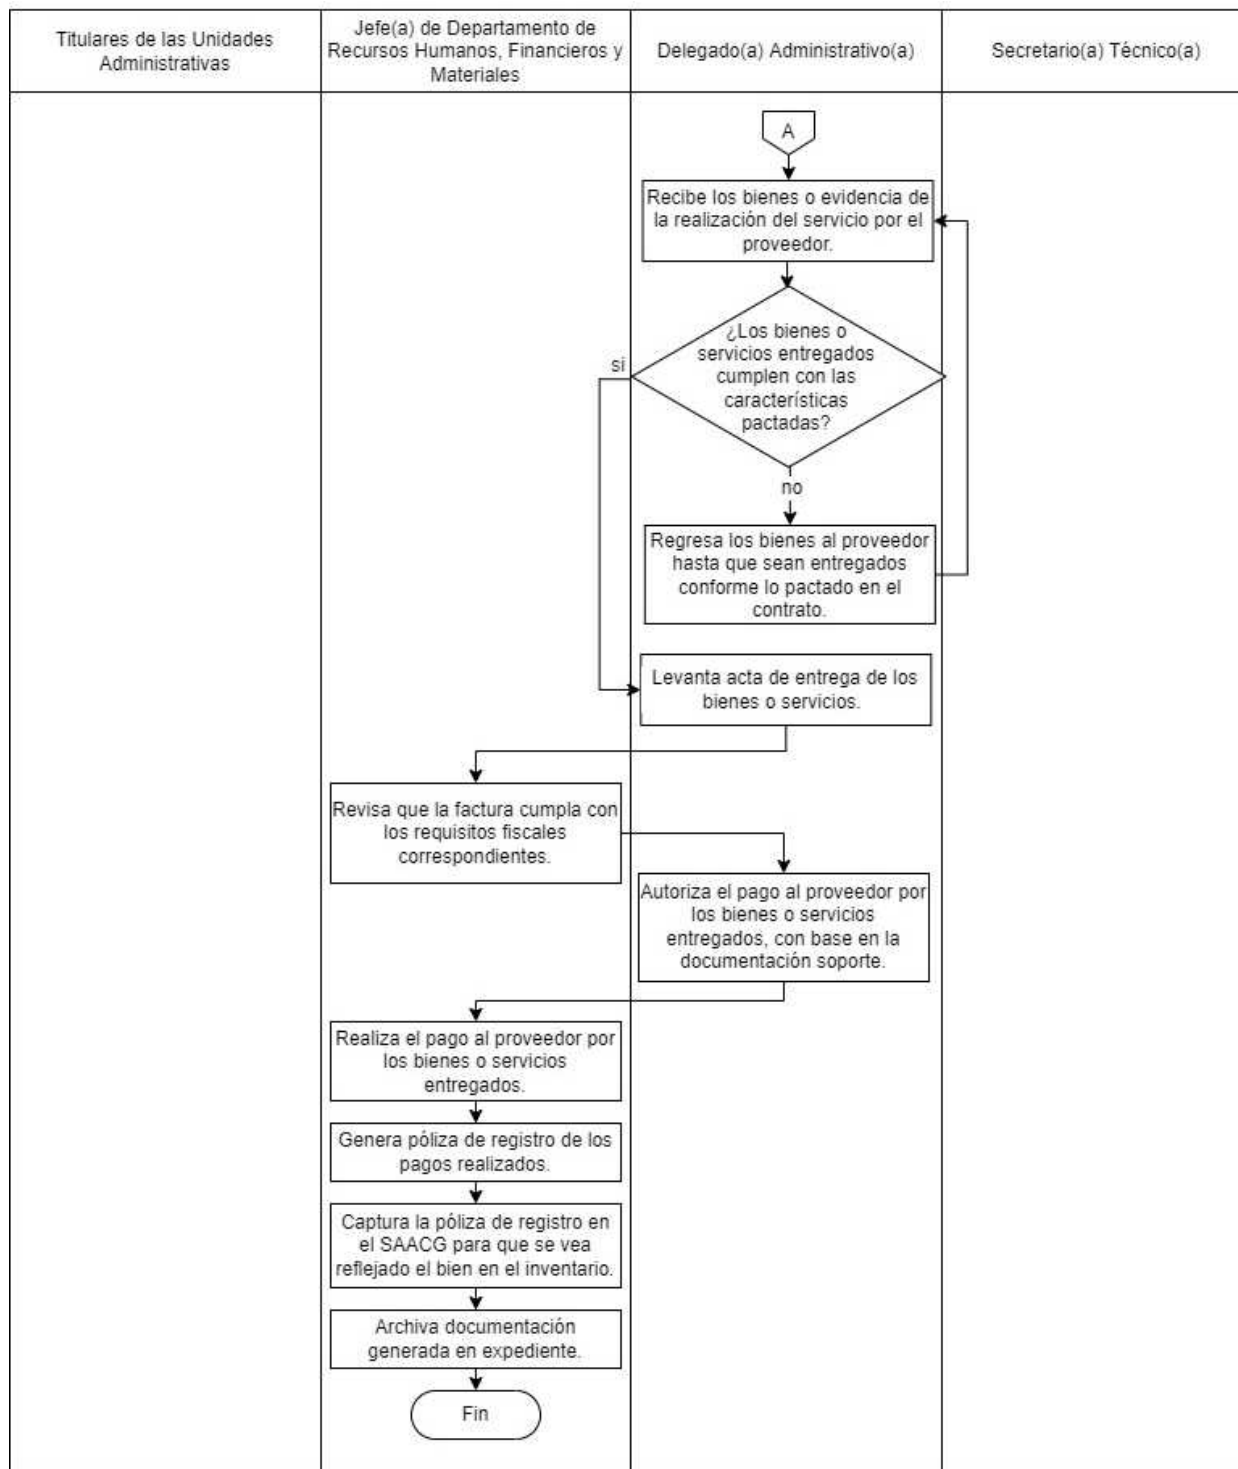 Titulares de las Unidades
Administrativas
Jefe(a) de Departamento de
Recursos Humanos, Financieros y
Materiales
Delegado(a) Administrativo(a)
Secretario(a) Técnico(a)
A
Recibe los bienes o evidencia de
la realización del servicio por el
proveedor.
¿Los bienes o
servicios entregados
cumplen con las
características
pactadas?
si
no
Regresa los bienes al proveedor
hasta que sean entregados
conforme lo pactado en el
contrato.
Levanta acta de entrega de los
bienes o servicios.
Revisa que la factura cumpla con
los requisitos fiscales
correspondientes.
Autoriza el pago al proveedor por
los bienes o servicios
entregados, con base en la
documentación soporte.
Realiza el pago al proveedor por
los bienes o servicios
entregados.
Genera póliza de registro de los
pagos realizados.
Captura la póliza de registro en
el SAACG para que se vea
reflejado el bien en el inventario.
Archiva documentación
generada en expediente.
Fin